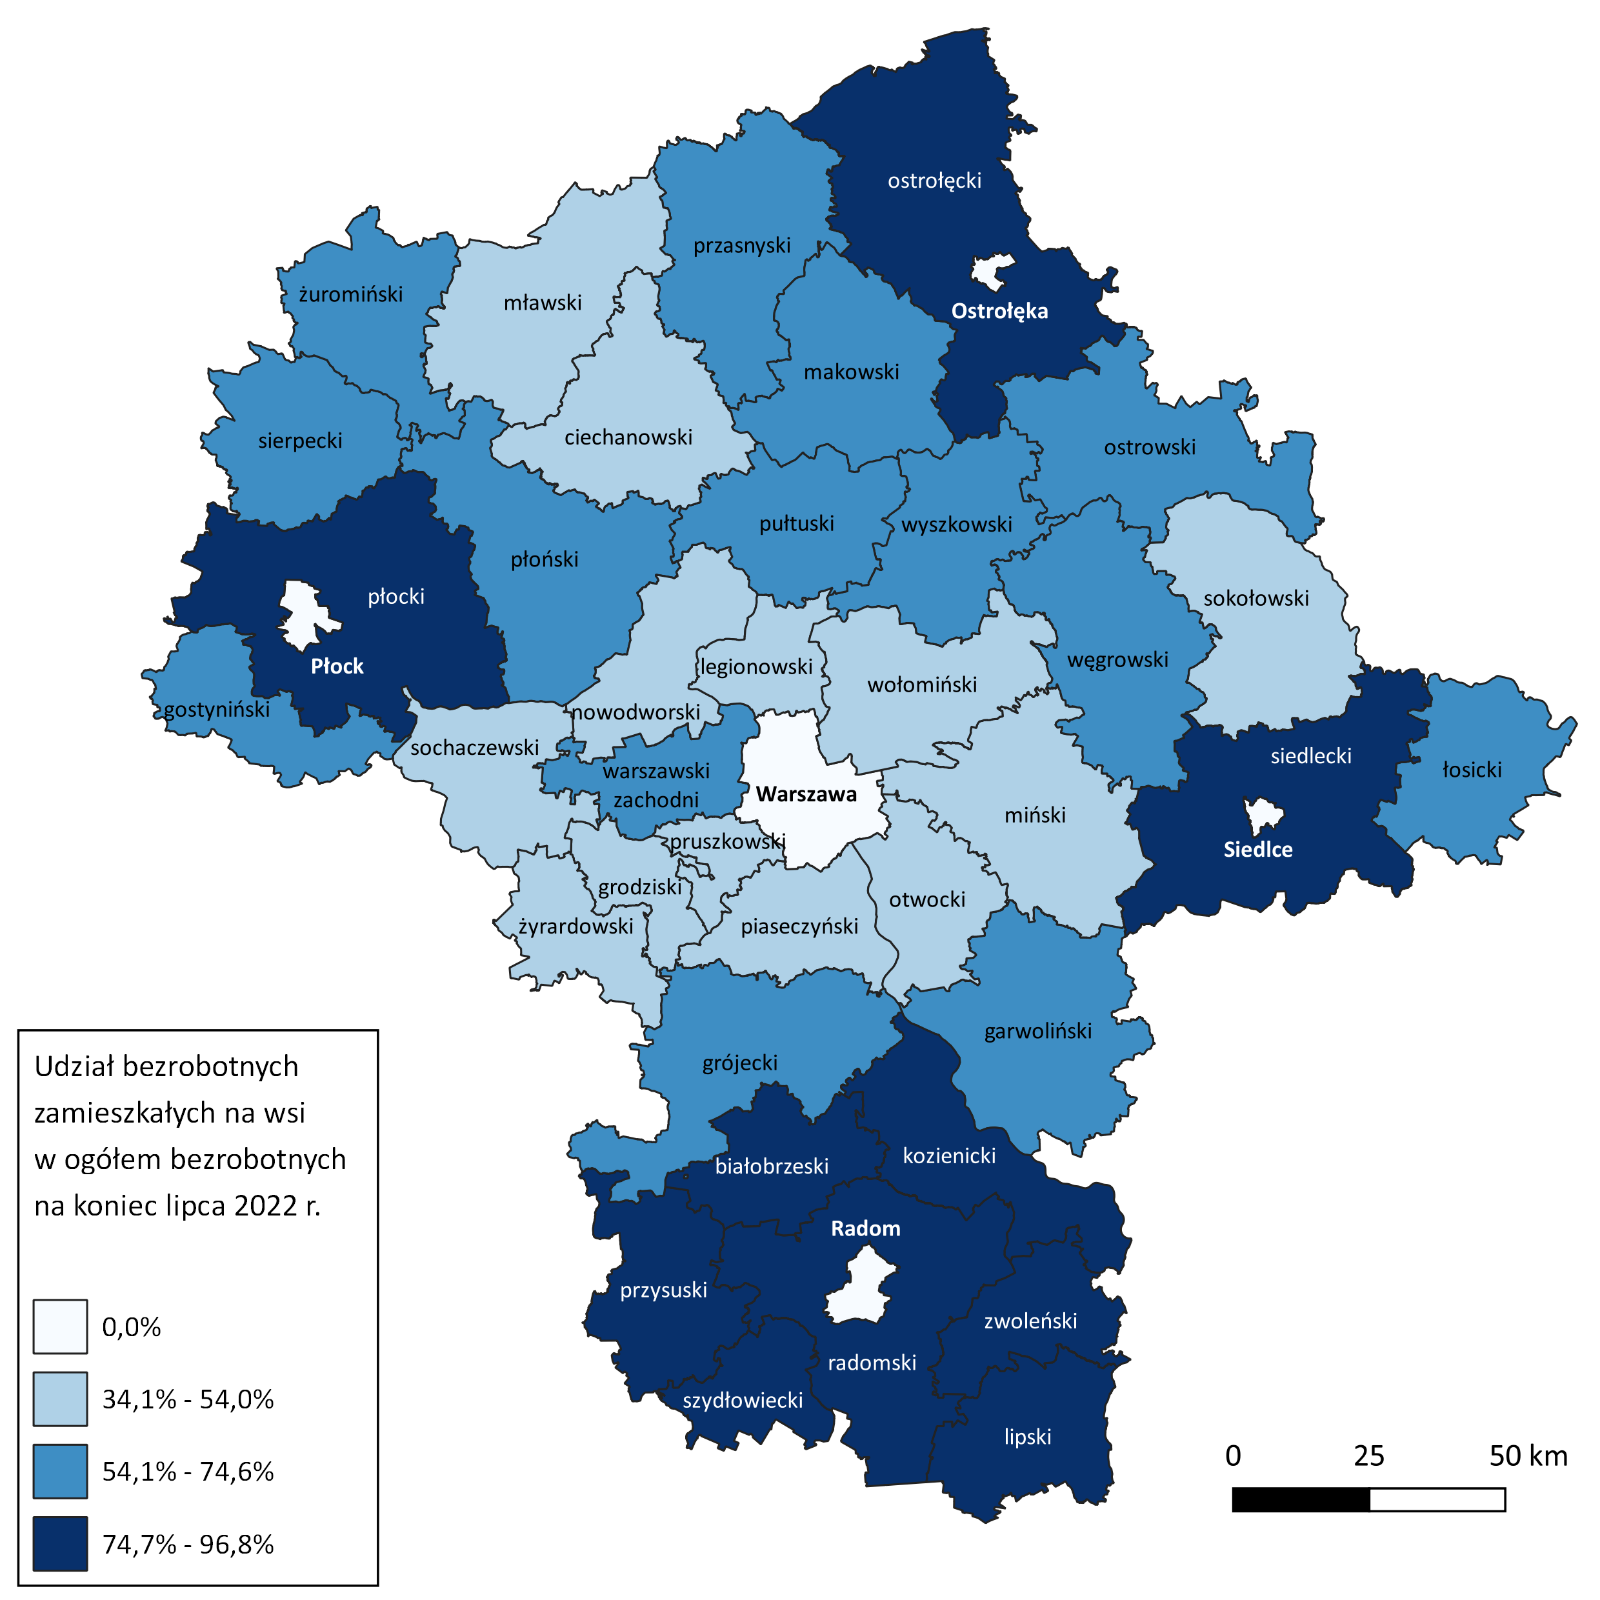 ostrołęcki
przasnyski
żuromiński
mławski
Ostrołęka
makowski
ciechanowski
sierpecki
ostrowski
pułtuski
wyszkowski
płoński
płocki
sokołowski
Płock
legionowski
węgrowski
wołomiński
gostyniński
nowodworski
sochaczewski
siedlecki
warszawski
zachodni
łosicki
Warszawa
miński
pruszkowski
Siedlce
grodziski
otwocki
żyrardowski
piaseczyński
garwoliński
grójecki
kozienicki
białobrzeski
Radom
przysuski
zwoleński
radomski
szydłowiecki
lipski
Udział bezrobotnych
zamieszkałych na wsi
w ogółem bezrobotnych
na koniec lipca 2022 r.
0,0%
34,1% - 54,0%
54,1% - 74,6%
74,7% - 96,8%
0 25 50 km